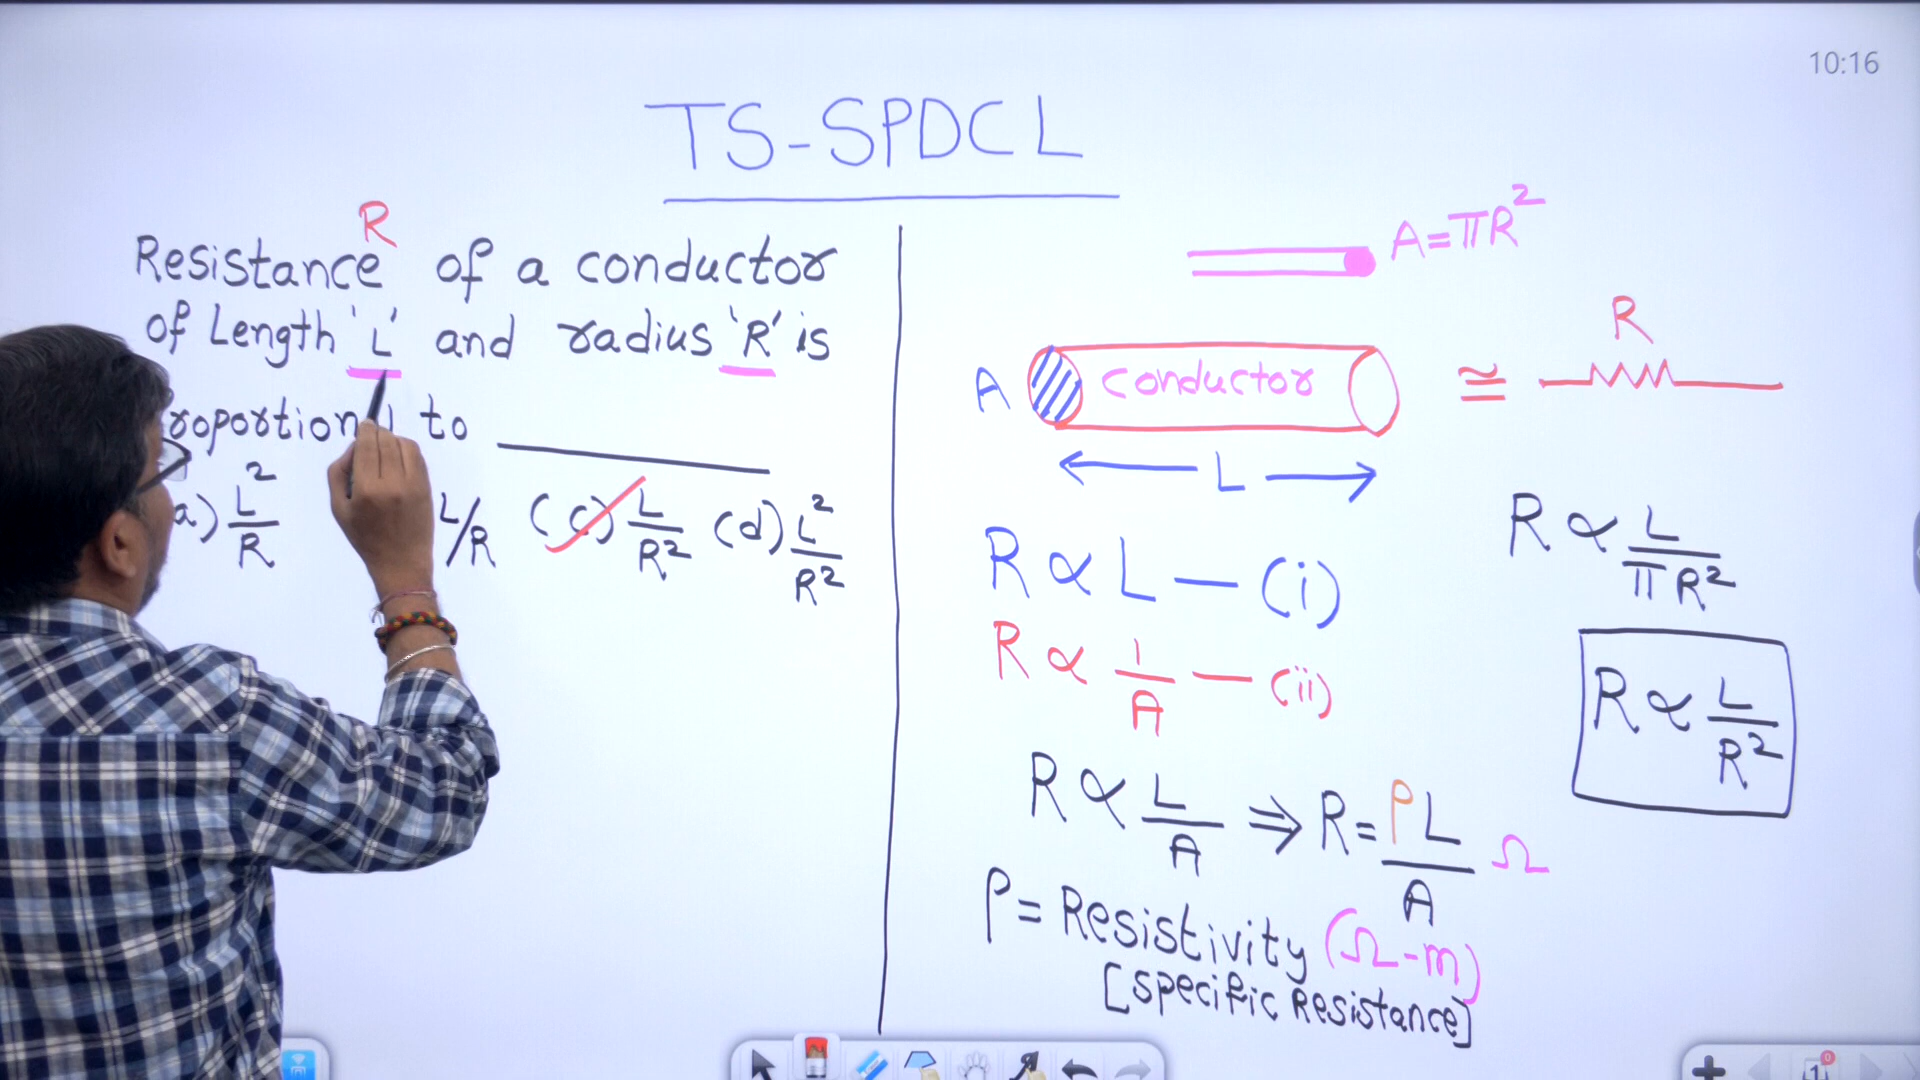 10:16
TS-SPDCL
R
Resistance of a conductor
of Length 'L' and radius 'R' is
to
a) L²/R L/R (c) L/R² (d) L²/R²
A=πR²
R
A conductor ≅
L
R ∝ L — (i)
R ∝ L/πR²
R ∝ 1/A — (ii)
R ∝ L/R²
R ∝ L/A ⇒ R = ρL/A Ω
ρ = Resistivity (Ω-m)
[specific Resistance]